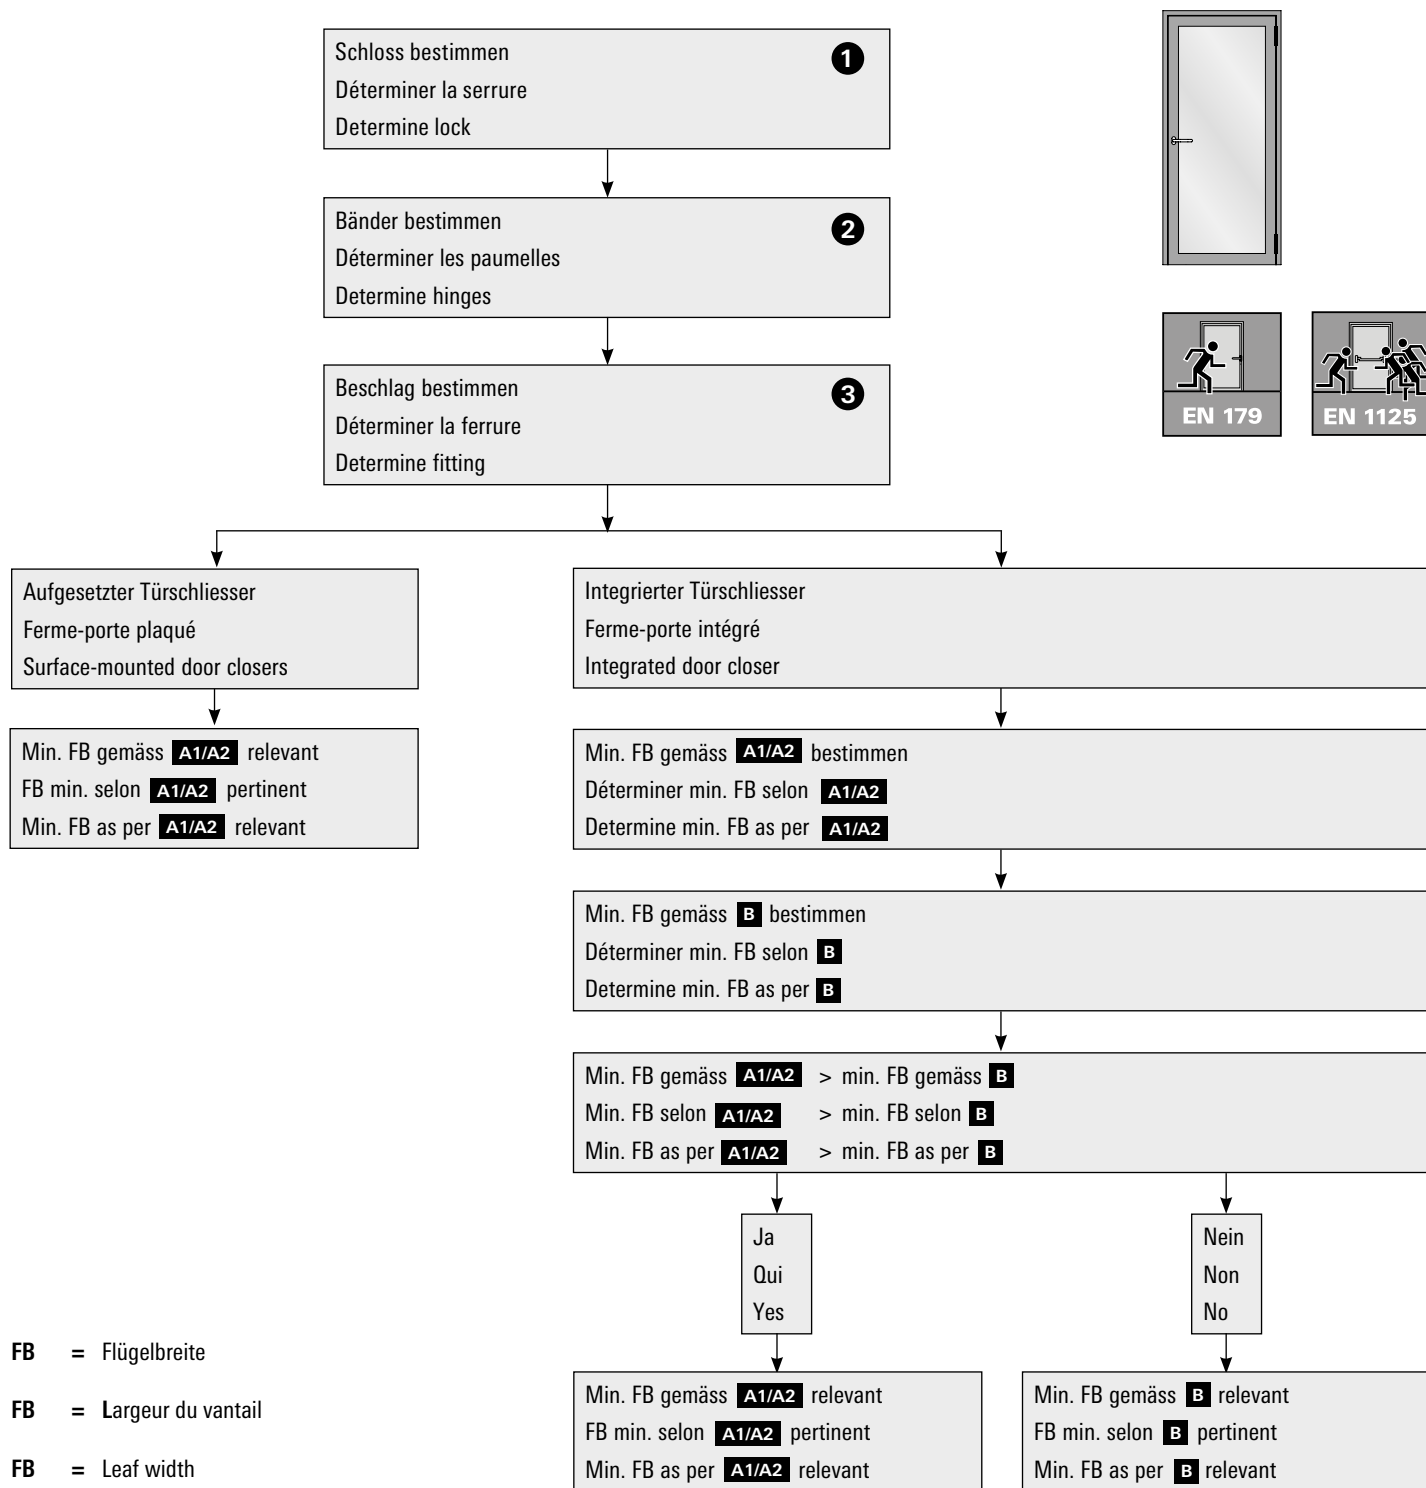 Schloss bestimmen 1
Déterminer la serrure
Determine lock
Bänder bestimmen 2
Déterminer les paumelles
Determine hinges
Beschlag bestimmen 3
Déterminer la ferrure
Determine fitting
EN 179
EN 1125
Aufgesetzter Türschliesser
Ferme-porte plaqué
Surface-mounted door closers
Min. FB gemäss A1/A2 relevant
FB min. selon A1/A2 pertinent
Min. FB as per A1/A2 relevant
Integrierter Türschliesser
Ferme-porte intégré
Integrated door closer
Min. FB gemäss A1/A2 bestimmen
Déterminer min. FB selon A1/A2
Determine min. FB as per A1/A2
Min. FB gemäss B bestimmen
Déterminer min. FB selon B
Determine min. FB as per B
Min. FB gemäss A1/A2 > min. FB gemäss B
Min. FB selon A1/A2 > min. FB selon B
Min. FB as per A1/A2 > min. FB as per B
Ja
Qui
Yes
Nein
Non
No
Min. FB gemäss A1/A2 relevant
FB min. selon A1/A2 pertinent
Min. FB as per A1/A2 relevant
Min. FB gemäss B relevant
FB min. selon B pertinent
Min. FB as per B relevant
FB = Flügelbreite
FB = Largeur du vantail
FB = Leaf width